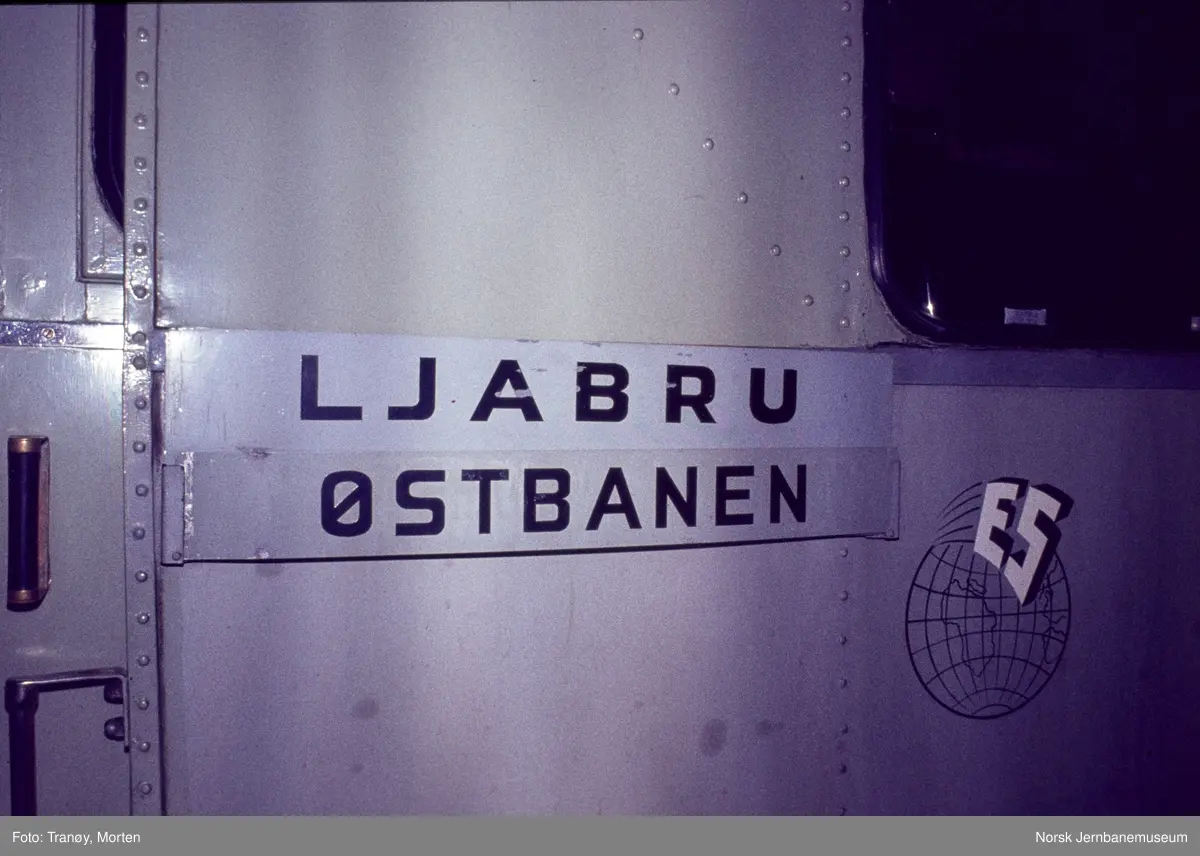 LJABRU
ØSTBANEN
ES
Foto: Tranøy, Morten
Norsk Jernbanemuseum